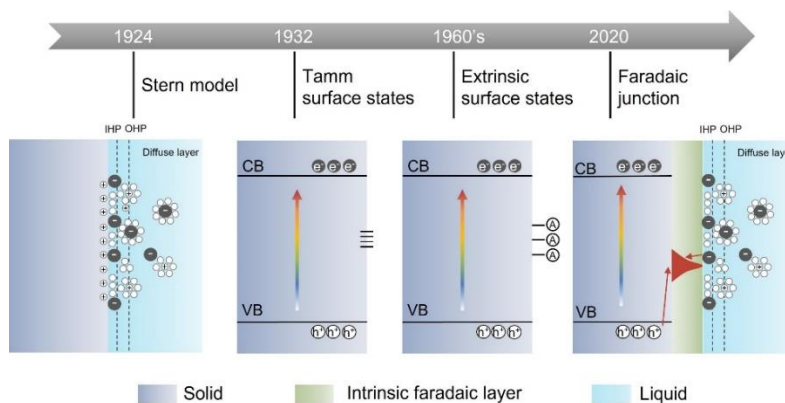 1924
1932
1960's
2020
Stern model
Tamm
surface states
Extrinsic
surface states
Faradaic
junction
IHP OHP
Diffuse layer
CB
e⁻ e⁻ e⁻
VB
h⁺ h⁺ h⁺
CB
e⁻ e⁻ e⁻
A
A
A
VB
h⁺ h⁺ h⁺
IHP OHP
Diffuse la
CB
e⁻ e⁻ e⁻
VB
h⁺ h⁺ h⁺
Solid
Intrinsic faradaic layer
Liquid